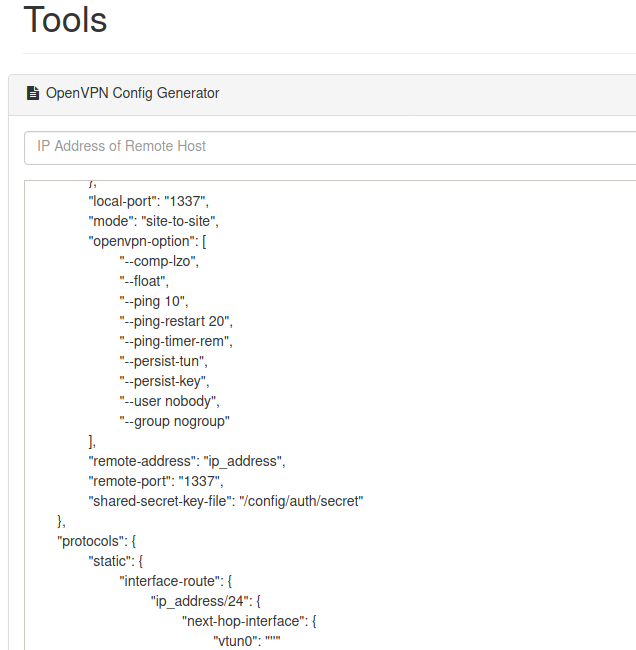 Tools
OpenVPN Config Generator
IP Address of Remote Host
},
"local-port": "1337",
"mode": "site-to-site",
"openvpn-option": [
"--comp-lzo",
"--float",
"--ping 10",
"--ping-restart 20",
"--ping-timer-rem",
"--persist-tun",
"--persist-key",
"--user nobody",
"--group nogroup"
],
"remote-address": "ip_address",
"remote-port": "1337",
"shared-secret-key-file": "/config/auth/secret"
},
"protocols": {
"static": {
"interface-route": {
"ip_address/24": {
"next-hop-interface": {
"vtun0": "''"